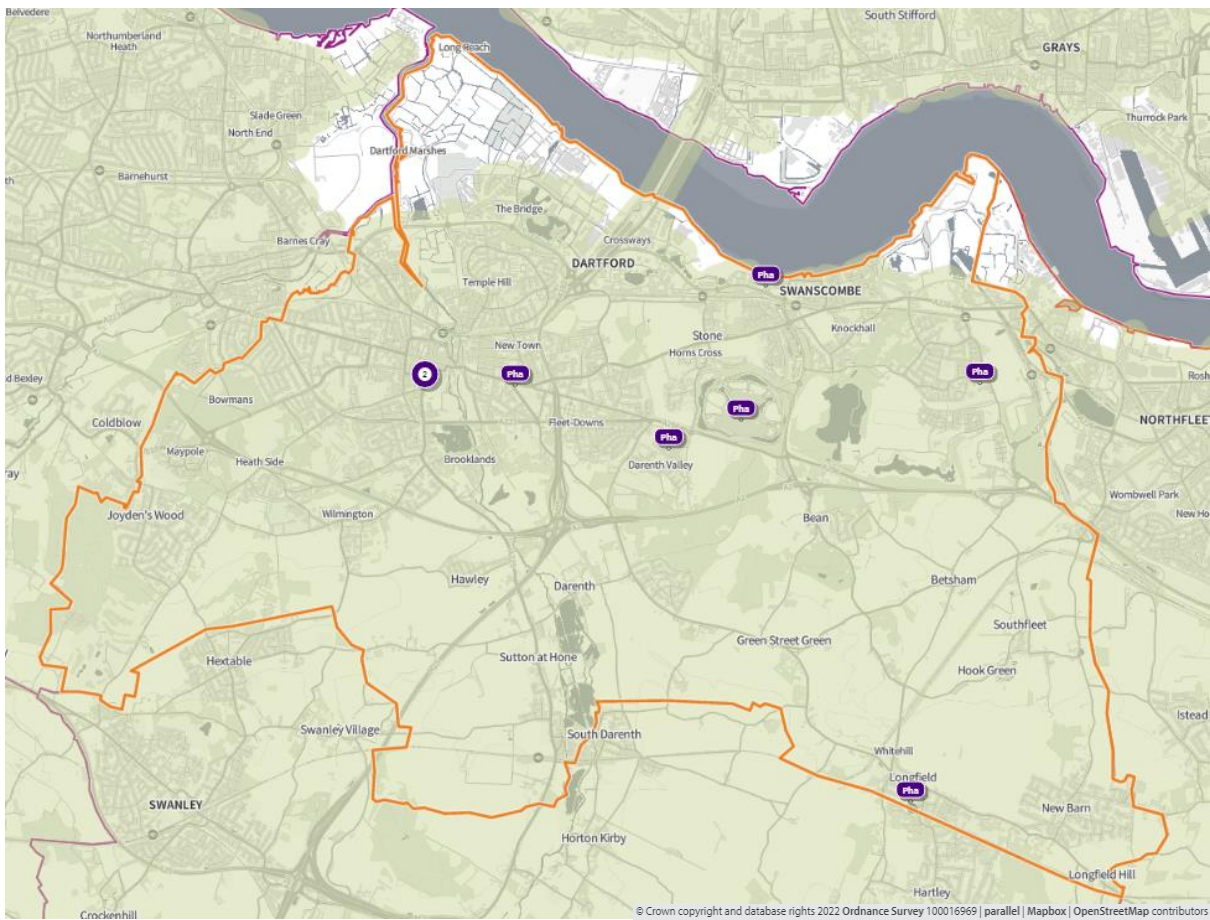 Belvedere
South Stifford
Northumberland
Heath
Long Reach
GRAYS
Slade Green
North End
Thurrock Park
Dartford Marshes
Barnehurst
The Bridge
Barnes Cray
Crossways
DARTFORD
Temple Hill
Pha
SWANSCOMBE
Knockhall
Stone
New Town
Horns Cross
2
Pha
Pha
Bexley
Bowmans
Pha
Coldblow
Fleet-Downs
NORTHFLEET
Pha
Maypole
Heath Side
Brooklands
Darenth Valley
Wombwell Park
Joyden's Wood
Wilmington
Bean
Hawley
Darenth
Betsham
Southfleet
Green Street Green
Hextable
Sutton at Hone
Hook Green
Swanley Village
South Darenth
Istead
Whitehill
Longfield
Pha
SWANLEY
New Barn
Horton Kirby
Longfield Hill
Hartley
Crockenhill
© Crown copyright and database rights 2022 Ordnance Survey 100016969 | parallel | Mapbox | OpenStreetMap contributors